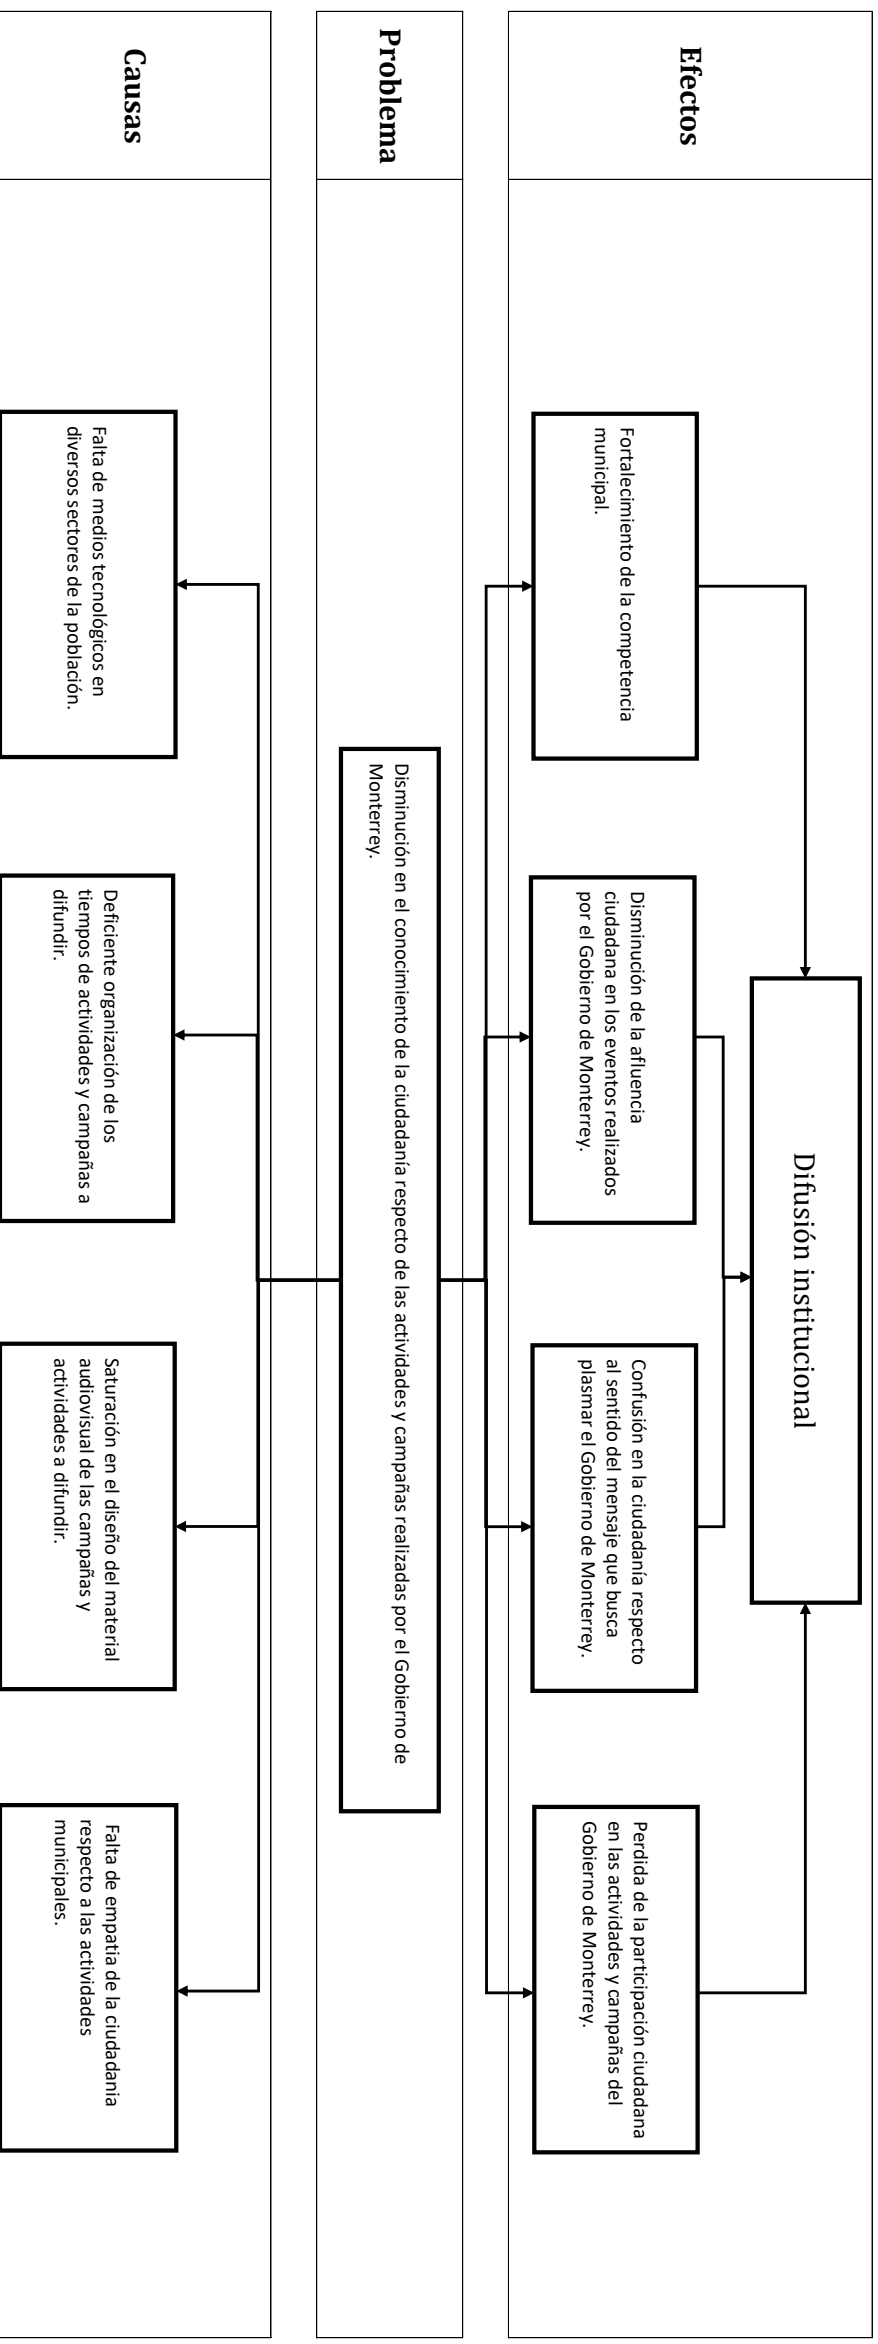 Efectos
Difusión institucional
Fortalecimiento de la competencia
municipal.
Disminución de la afluencia
ciudadana en los eventos realizados
por el Gobierno de Monterrey.
Confusión en la ciudadanía respecto
al sentido del mensaje que busca
plasmar el Gobierno de Monterrey.
Perdida de la participación ciudadana
en las actividades y campañas del
Gobierno de Monterrey.
Problema
Disminución en el conocimiento de la ciudadanía respecto de las actividades y campañas realizadas por el Gobierno de
Monterrey.
Causas
Falta de medios tecnológicos en
diversos sectores de la población.
Deficiente organización de los
tiempos de actividades y campañas a
difundir.
Saturación en el diseño del material
audiovisual de las campañas y
actividades a difundir.
Falta de empatia de la ciudadania
respecto a las actividades
municipales.